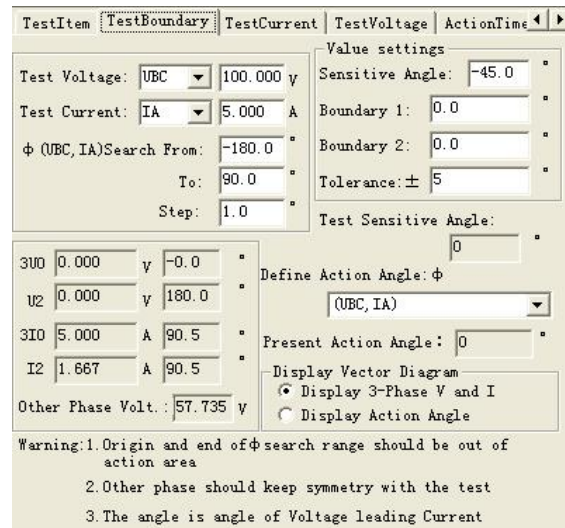 TestItem TestBoundary TestCurrent TestVoltage ActionTime
Test Voltage: UBC 100.000 V
Test Current: IA 5.000 A
ϕ(UBC,IA)Search From: -180.0 °
To: 90.0 °
Step: 1.0 °
Value settings
Sensitive Angle: -45.0 °
Boundary 1: 0.0 °
Boundary 2: 0.0 °
Tolerance:± 5 °
Test Sensitive Angle:
0 °
3U0 0.000 V -0.0 °
U2 0.000 V 180.0 °
3I0 5.000 A 90.5 °
I2 1.667 A 90.5 °
Other Phase Volt.: 57.735 V
Define Action Angle:ϕ
(UBC,IA)
Present Action Angle: 0 °
Display Vector Diagram
Display 3-Phase V and I
Display Action Angle
Warning:1.Origin and end ofϕsearch range should be out of
action area
2.Other phase should keep symmetry with the test
3.The angle is angle of Voltage leading Current